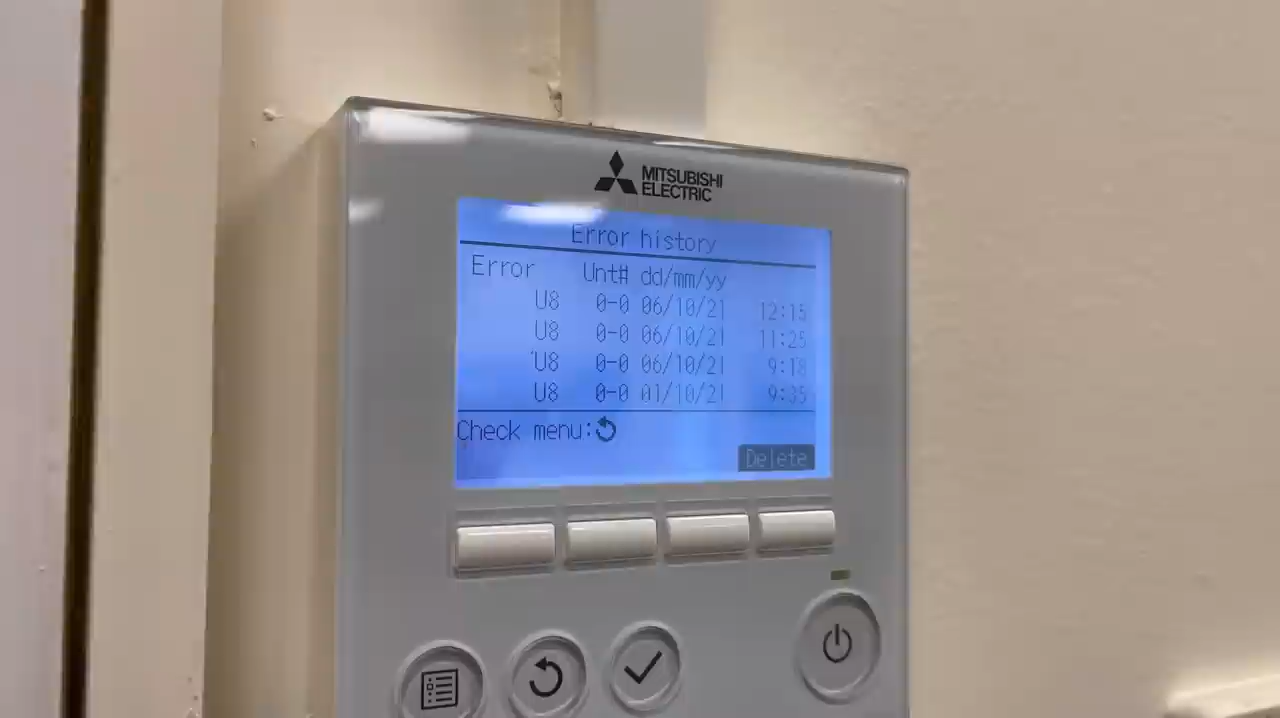 MITSUBISHI
ELECTRIC
Error history
Error Unt# dd/mm/yy
U8 0-0 06/10/21 12:15
U8 0-0 06/10/21 11:25
U8 0-0 06/10/21 9:18
U8 0-0 01/10/21 9:35
Check menu:
Delete